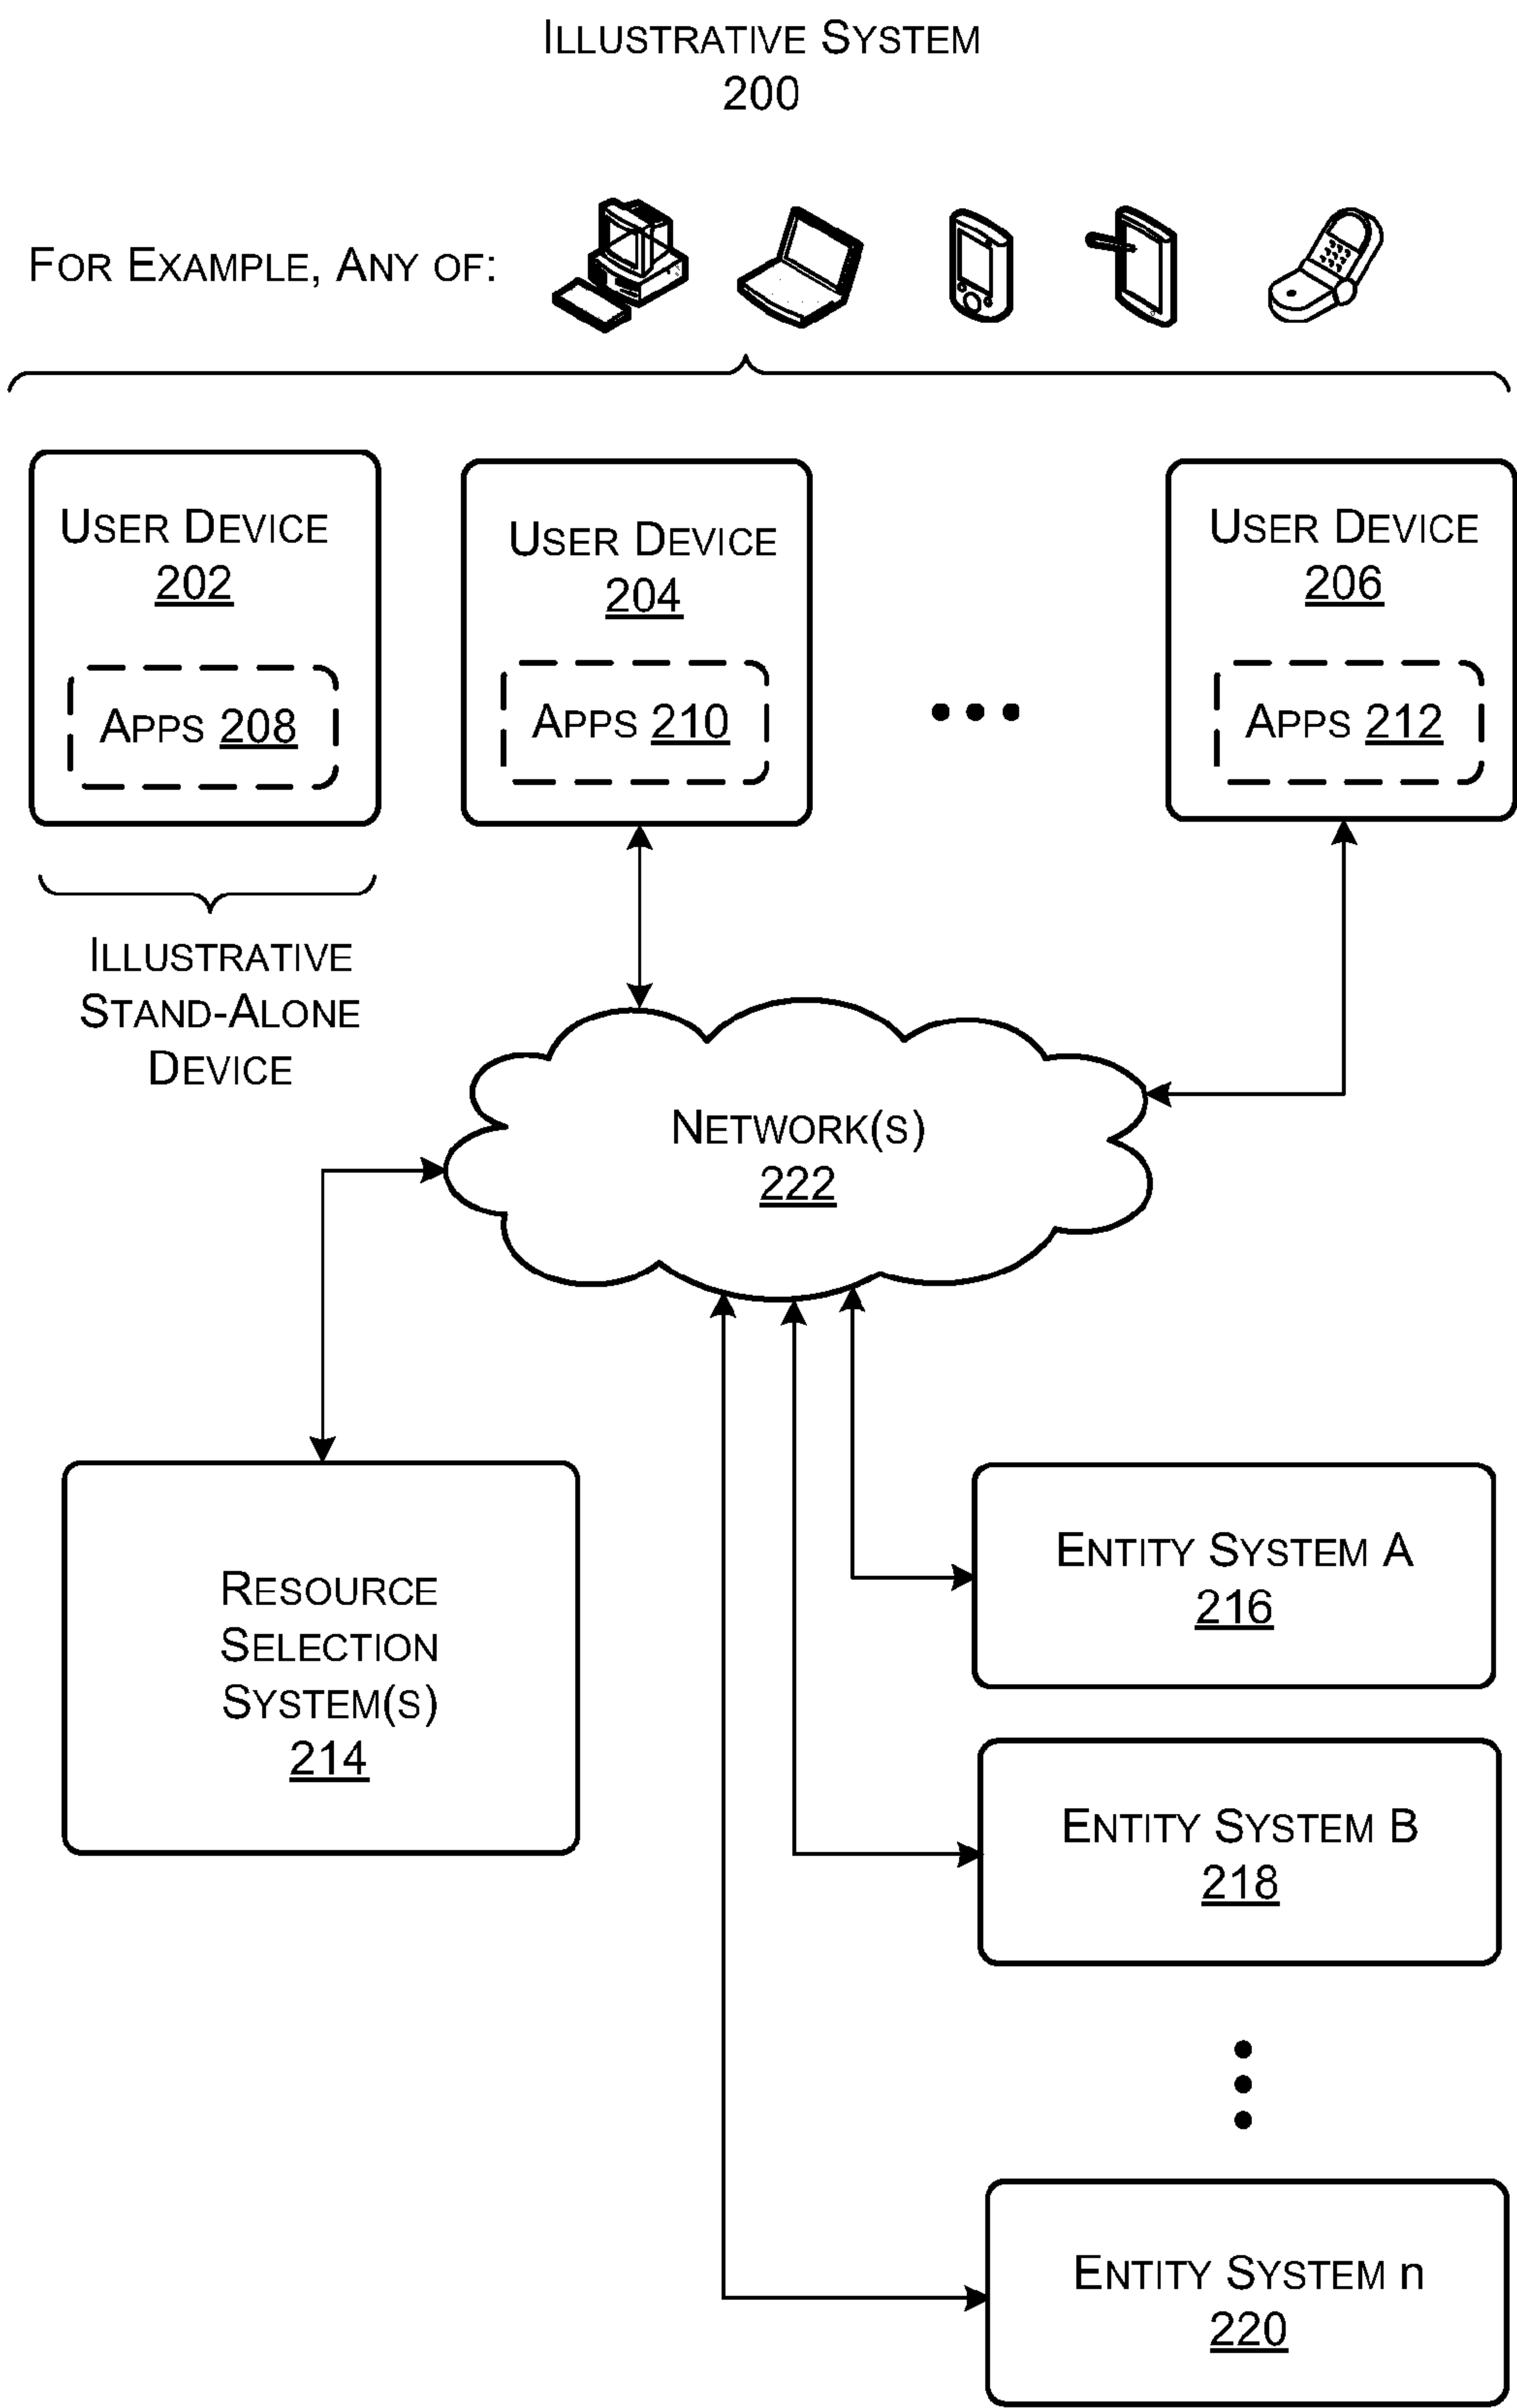 ILLUSTRATIVE SYSTEM
200
FOR EXAMPLE, ANY OF:
USER DEVICE
202
APPS 208
USER DEVICE
204
APPS 210
USER DEVICE
206
APPS 212
ILLUSTRATIVE
STAND-ALONE
DEVICE
NETWORK(S)
222
RESOURCE
SELECTION
SYSTEM(S)
214
ENTITY SYSTEM A
216
ENTITY SYSTEM B
218
ENTITY SYSTEM n
220